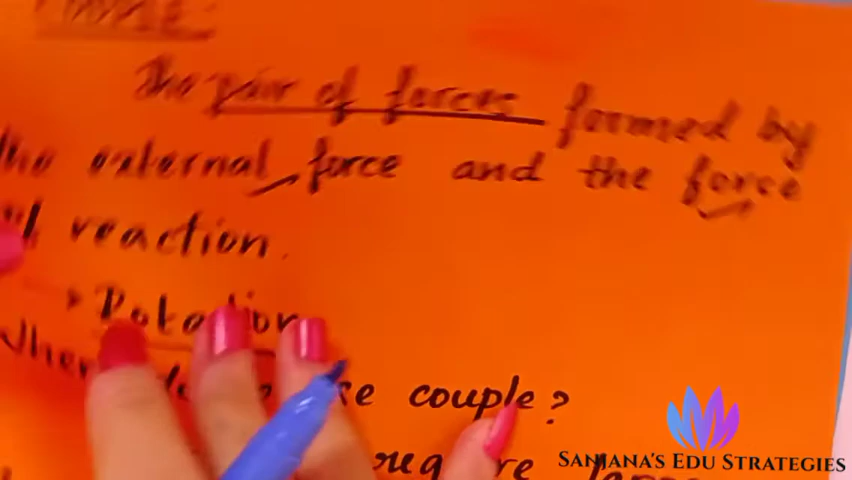 COUPLE:
The pair of forces formed by
the external force and the force
of reaction.
→ Rotation
couple?
SANJANA'S EDU STRATEGIES